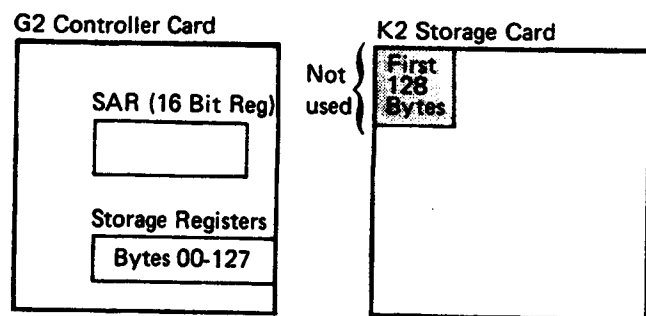 G2 Controller Card
SAR (16 Bit Reg)
Storage Registers
Bytes 00-127
K2 Storage Card
Not
used
First
128
Bytes